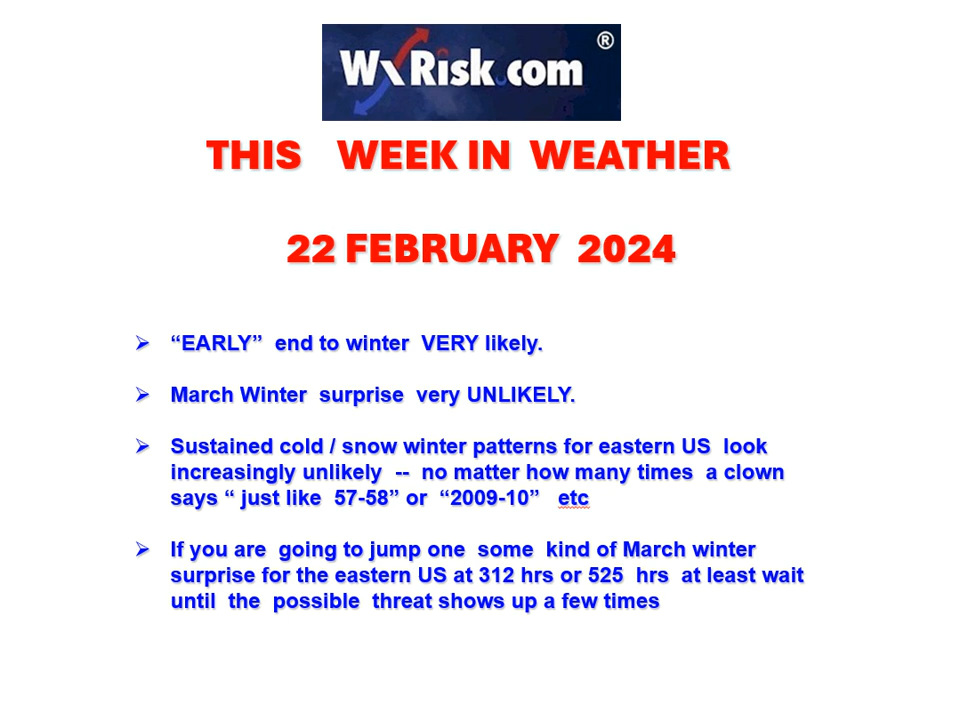 WxRisk.com ®
THIS WEEK IN WEATHER
22 FEBRUARY 2024
➢ “EARLY” end to winter VERY likely.
➢ March Winter surprise very UNLIKELY.
➢ Sustained cold / snow winter patterns for eastern US look
increasingly unlikely -- no matter how many times a clown
says “ just like 57-58” or “2009-10” etc
➢ If you are going to jump one some kind of March winter
surprise for the eastern US at 312 hrs or 525 hrs at least wait
until the possible threat shows up a few times